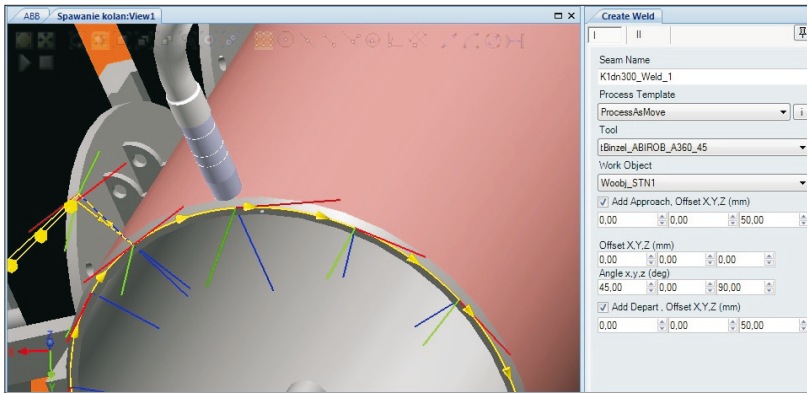 ABB
Spawanie kolan:View1
Create Weld
I
II
Seam Name
K1dn300_Weld_1
Process Template
ProcessAsMove
i
Tool
tBinzel_ABIROB_A360_45
Work Object
Woobj_STN1
Add Approach, Offset X,Y,Z (mm)
0,00 0,00 50,00
Offset X,Y,Z (mm)
0,00 0,00 0,00
Angle x,y,z (deg)
45,00 0,00 90,00
Add Depart , Offset X,Y,Z (mm)
0,00 0,00 50,00